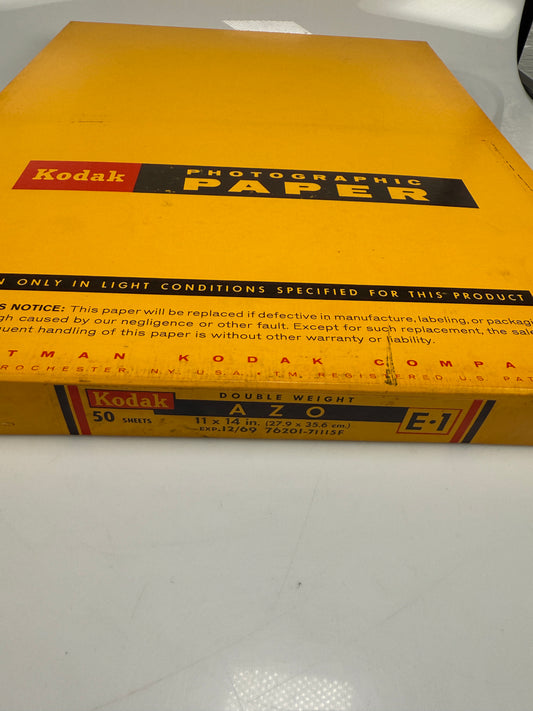 Kodak PHOTOGRAPHIC
PAPER
N ONLY IN LIGHT CONDITIONS SPECIFIED FOR THIS PRODUCT
S NOTICE: This paper will be replaced if defective in manufacture, labeling, or packag
gh caused by our negligence or other fault. Except for such replacement, the sale
quent handling of this paper is without other warranty or liability.
TMAN KODAK COMPA
ROCHESTER, N.Y. U.S.A. • T.M. REGISTERED U.S. PAT
Kodak DOUBLE WEIGHT
AZO
50 SHEETS 11 x 14 in. (27.9 x 35.6 cm.) E·1
EXP. 12/69 76201-71115F